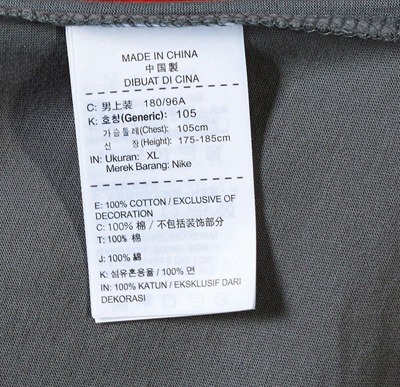 MADE IN CHINA
中国製
DIBUAT DI CINA
C: 男上装 180/96A
K: 호칭(Generic): 105
가슴둘레(Chest): 105cm
신 장(Height): 175-185cm
IN: Ukuran: XL
Merek Barang: Nike
E: 100% COTTON / EXCLUSIVE OF
DECORATION
C: 100% 棉 / 不包括装饰部分
T: 100% 棉
J: 100% 綿
K: 섬유혼용율 / 100% 면
IN: 100% KATUN / EKSKLUSIF DARI
DEKORASI